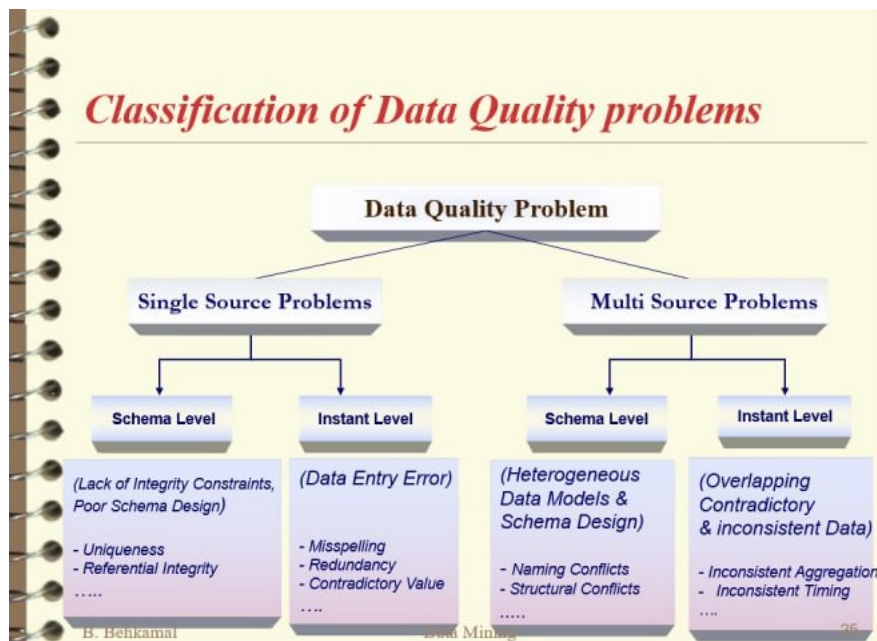 Classification of Data Quality problems
Data Quality Problem
Single Source Problems
Multi Source Problems
Schema Level
Instant Level
Schema Level
Instant Level
(Lack of Integrity Constraints,
Poor Schema Design)
- Uniqueness
- Referential Integrity
.....
(Data Entry Error)
- Misspelling
- Redundancy
- Contradictory Value
....
(Heterogeneous
Data Models &
Schema Design)
- Naming Conflicts
- Structural Conflicts
.....
(Overlapping
Contradictory
& inconsistent Data)
- Inconsistent Aggregation
- Inconsistent Timing
....
B. Behkamal
Data Mining
25